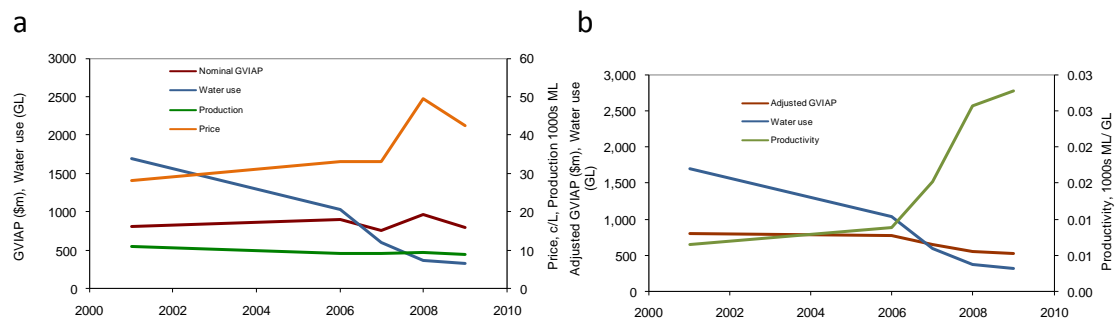 a
GVIAP ($m), Water use (GL)
3000
2500
2000
1500
1000
500
0
Nominal GVIAP
Water use
Production
Price
60
50
40
30
20
10
0
Price, c/L, Production 1000s ML
2000
2002
2004
2006
2008
2010
b
Adjusted GVIAP ($m), Water use
(GL)
3,000
2,500
2,000
1,500
1,000
500
0
Adjusted GVIAP
Water use
Productivity
0.03
0.03
0.02
0.02
0.01
0.01
0.00
Productivity, 1000s ML/ GL
2000
2002
2004
2006
2008
2010